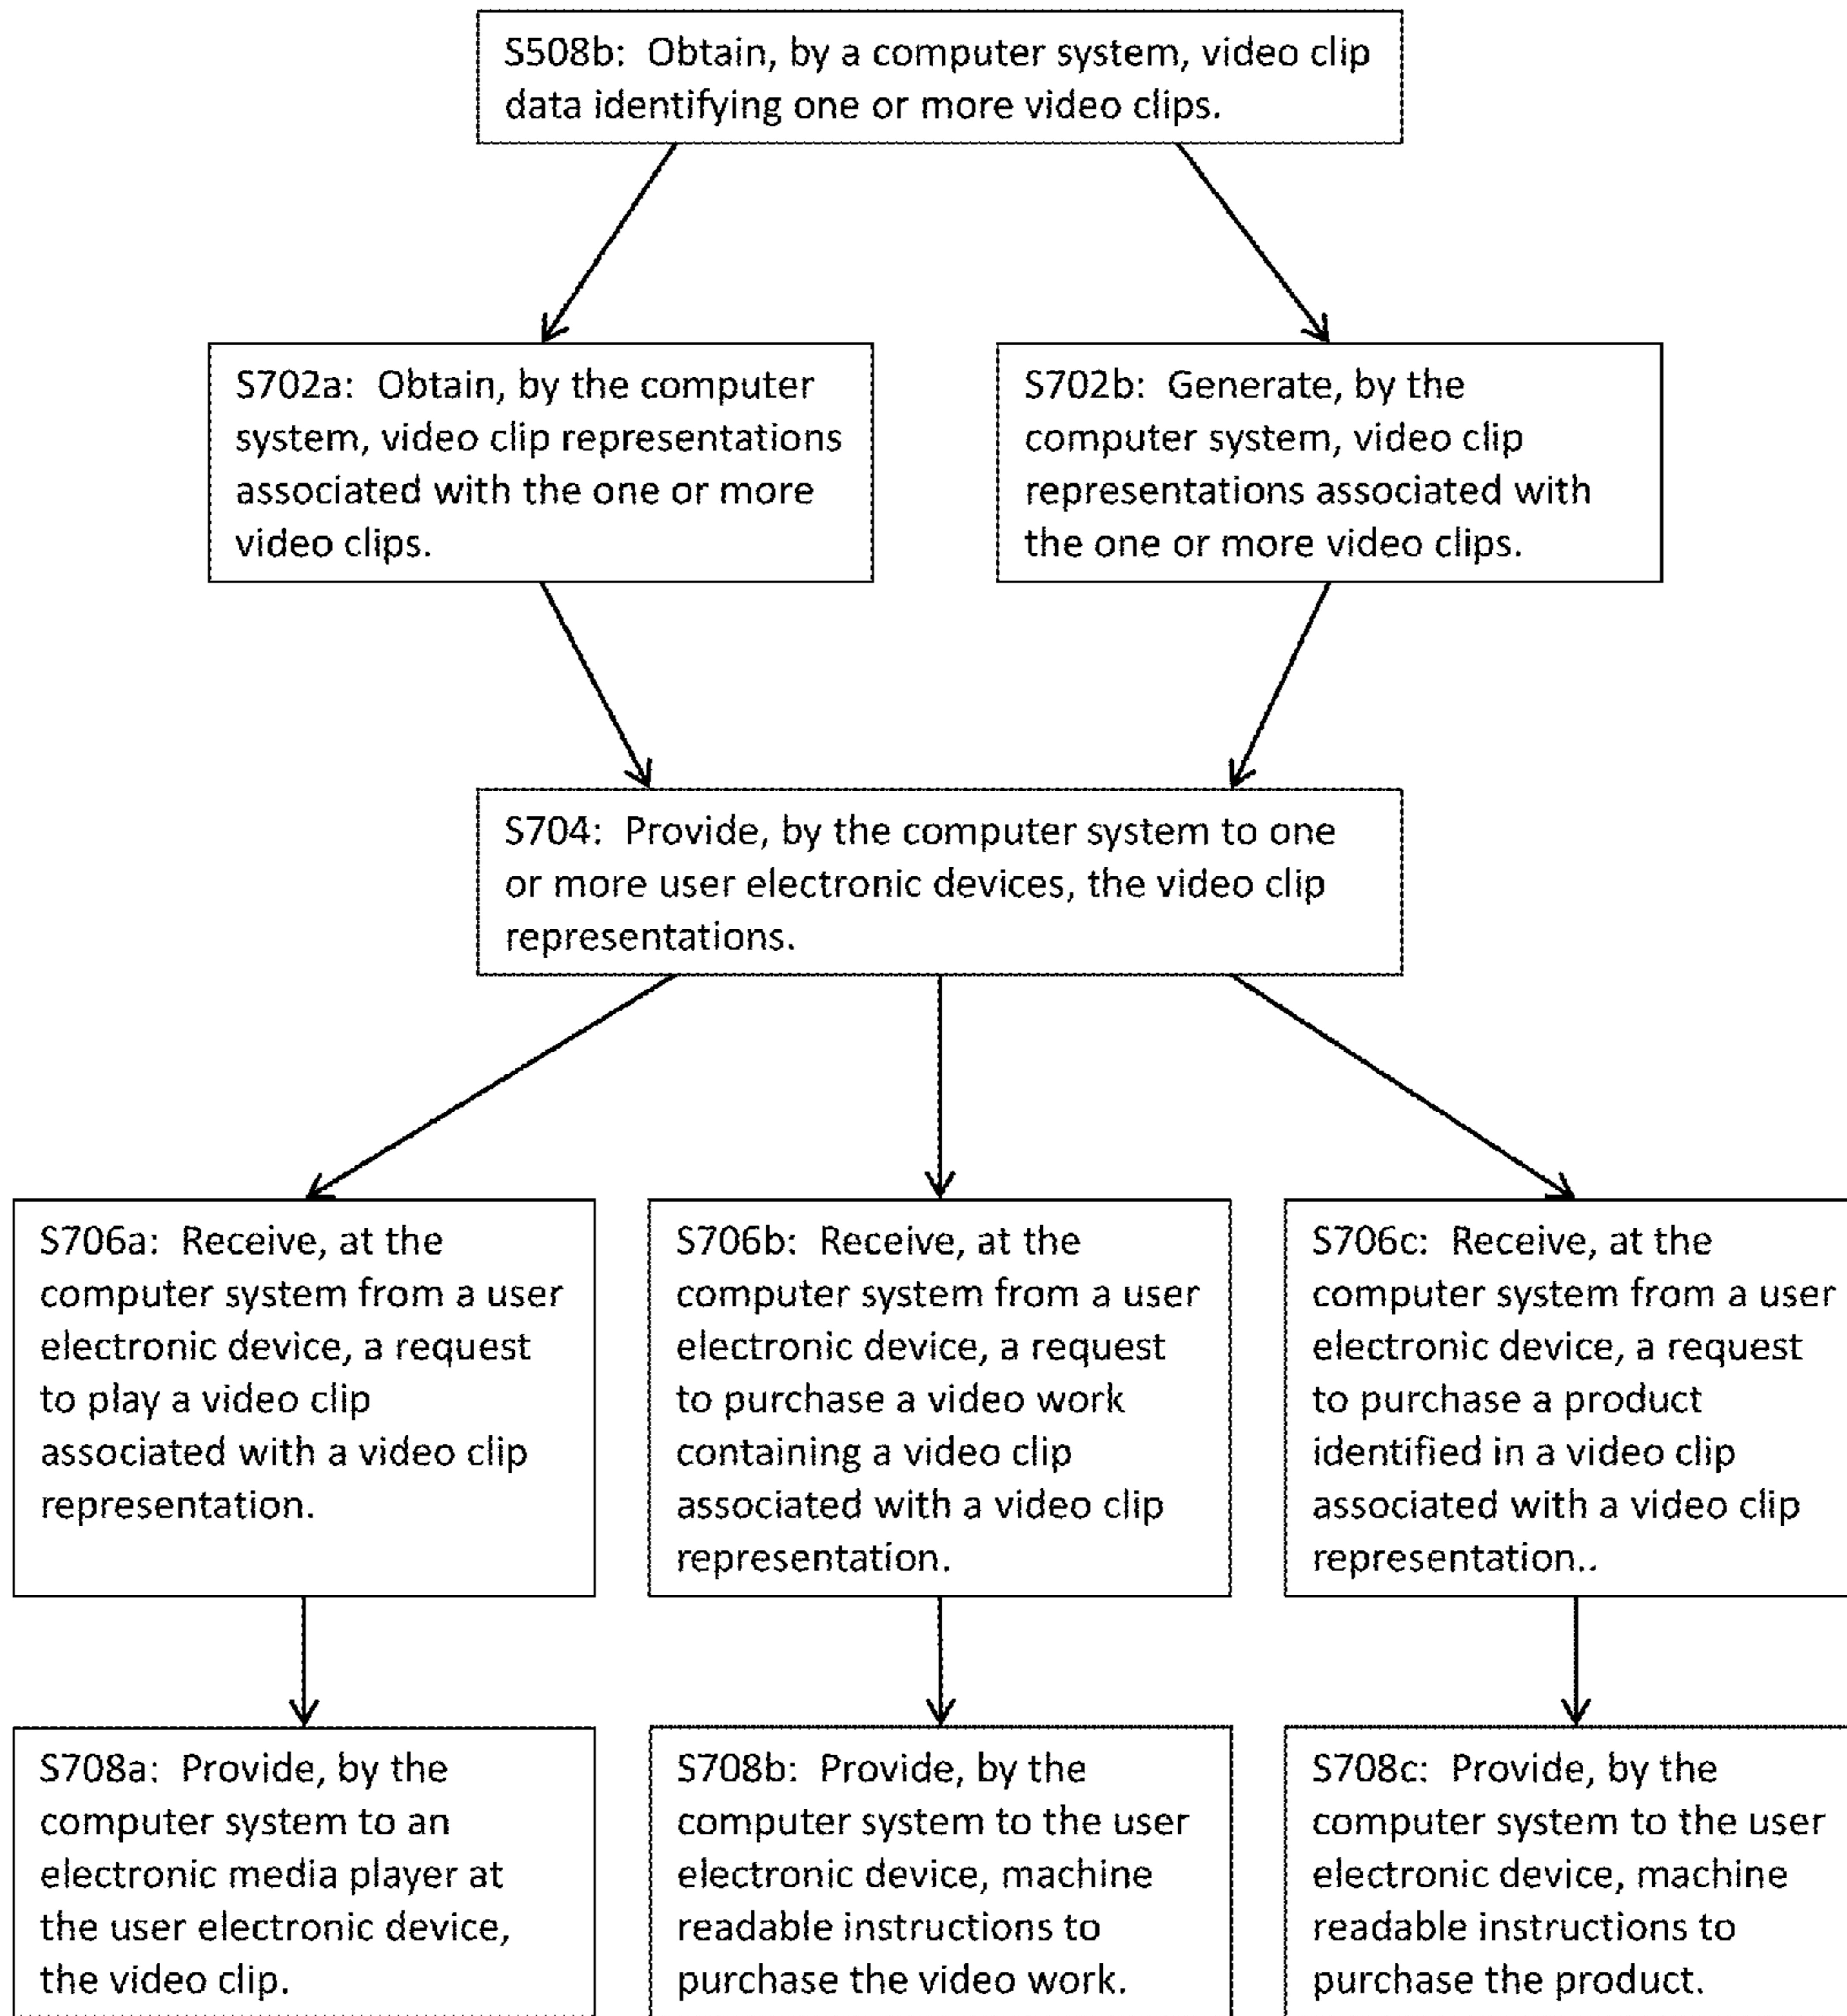 S508b: Obtain, by a computer system, video clip
data identifying one or more video clips.
S702a: Obtain, by the computer
system, video clip representations
associated with the one or more
video clips.
S702b: Generate, by the
computer system, video clip
representations associated with
the one or more video clips.
S704: Provide, by the computer system to one
or more user electronic devices, the video clip
representations.
S706a: Receive, at the
computer system from a user
electronic device, a request
to play a video clip
associated with a video clip
representation.
S706b: Receive, at the
computer system from a user
electronic device, a request
to purchase a video work
containing a video clip
associated with a video clip
representation.
S706c: Receive, at the
computer system from a user
electronic device, a request
to purchase a product
identified in a video clip
associated with a video clip
representation..
S708a: Provide, by the
computer system to an
electronic media player at
the user electronic device,
the video clip.
S708b: Provide, by the
computer system to the user
electronic device, machine
readable instructions to
purchase the video work.
S708c: Provide, by the
computer system to the user
electronic device, machine
readable instructions to
purchase the product.